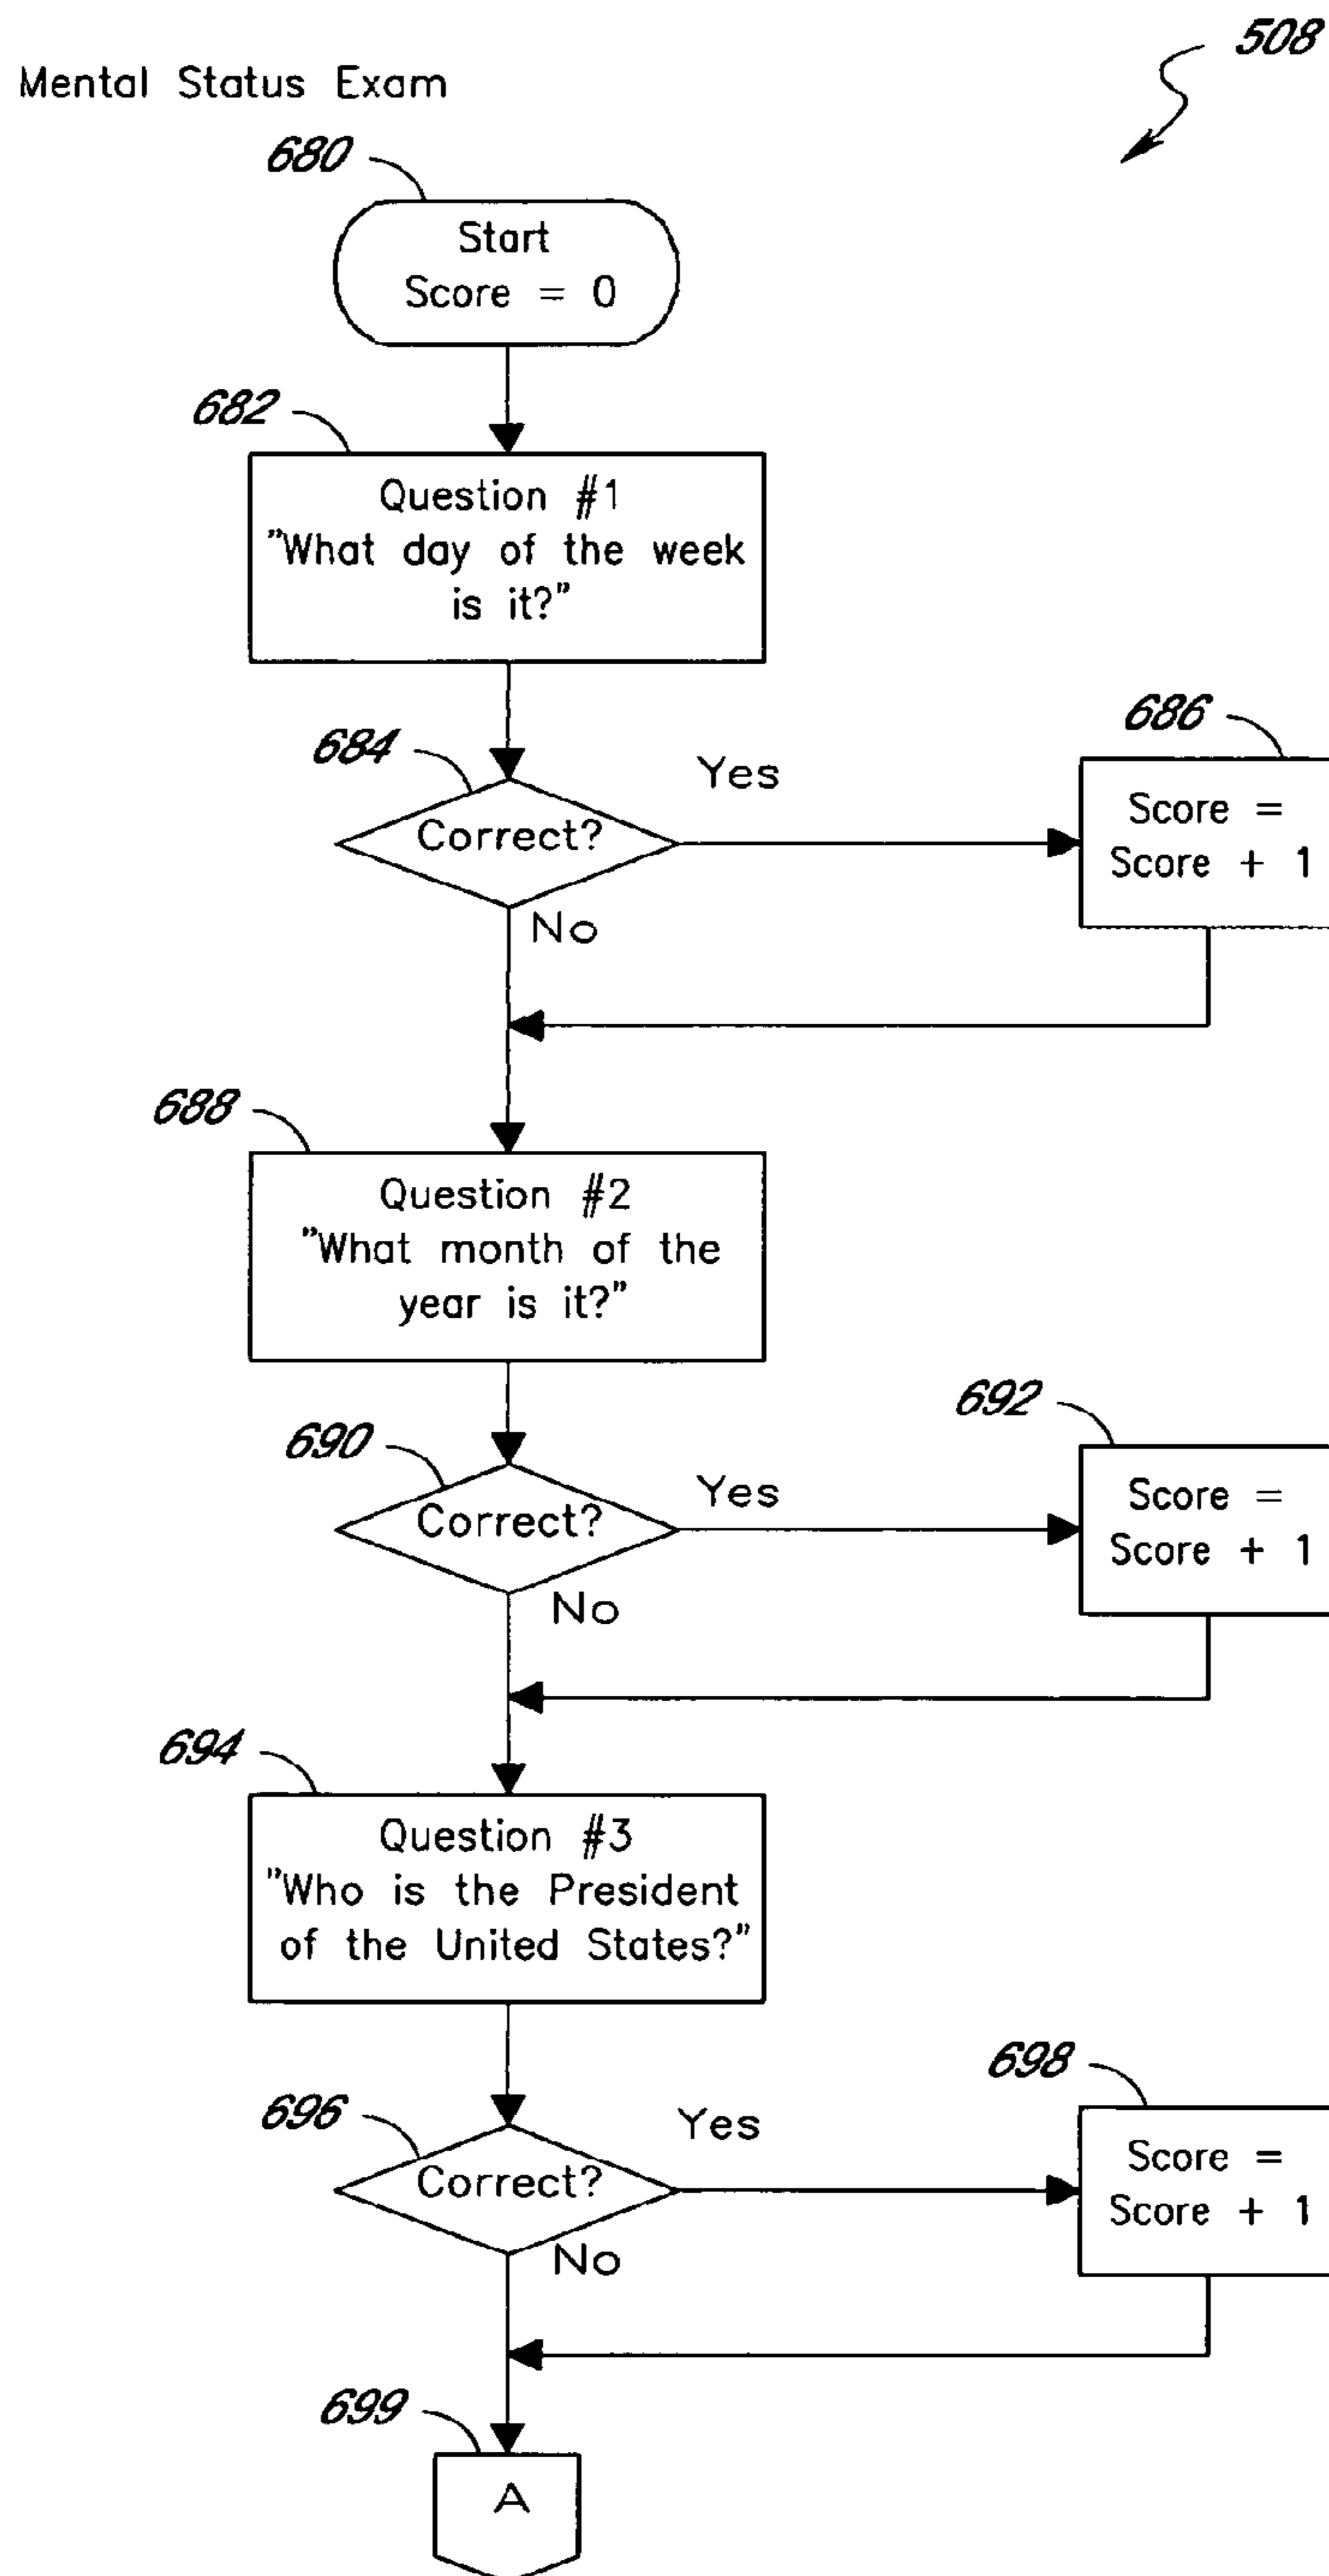 508
Mental Status Exam
680
Start
Score = 0
682
Question #1
"What day of the week
is it?"
684
Correct?
Yes
No
686
Score =
Score + 1
688
Question #2
"What month of the
year is it?"
690
Correct?
Yes
No
692
Score =
Score + 1
694
Question #3
"Who is the President
of the United States?"
696
Correct?
Yes
No
698
Score =
Score + 1
699
A